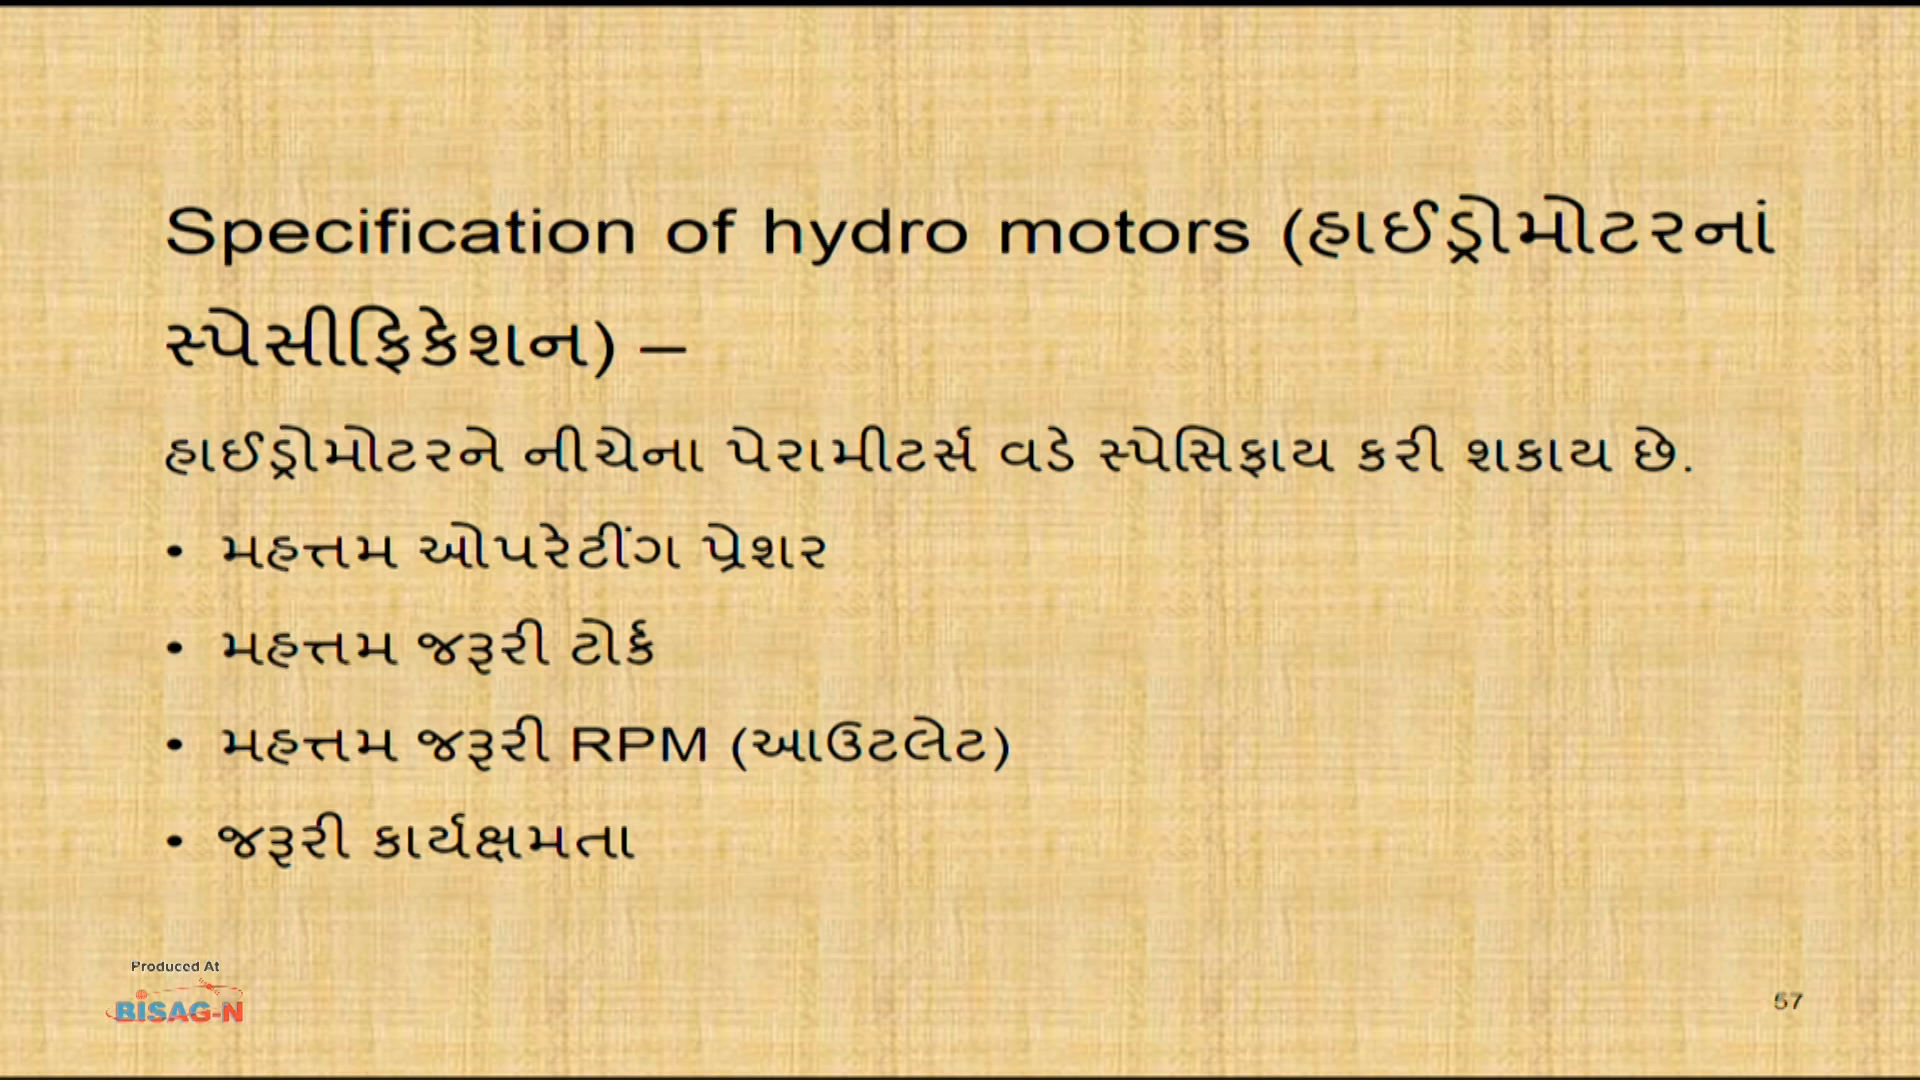 Specification of hydro motors (હાઈડ્રોમોટરનાં
સ્પેસીફિકેશન) –
હાઈડ્રોમોટરને નીચેના પેરામીટર્સ વડે સ્પેસિફાય કરી શકાય છે.
• મહત્તમ ઓપરેટીંગ પ્રેશર
• મહત્તમ જરૂરી ટોર્ક
• મહત્તમ જરૂરી RPM (આઉટલેટ)
• જરૂરી કાર્યક્ષમતા
Produced At
BISAG-N
57